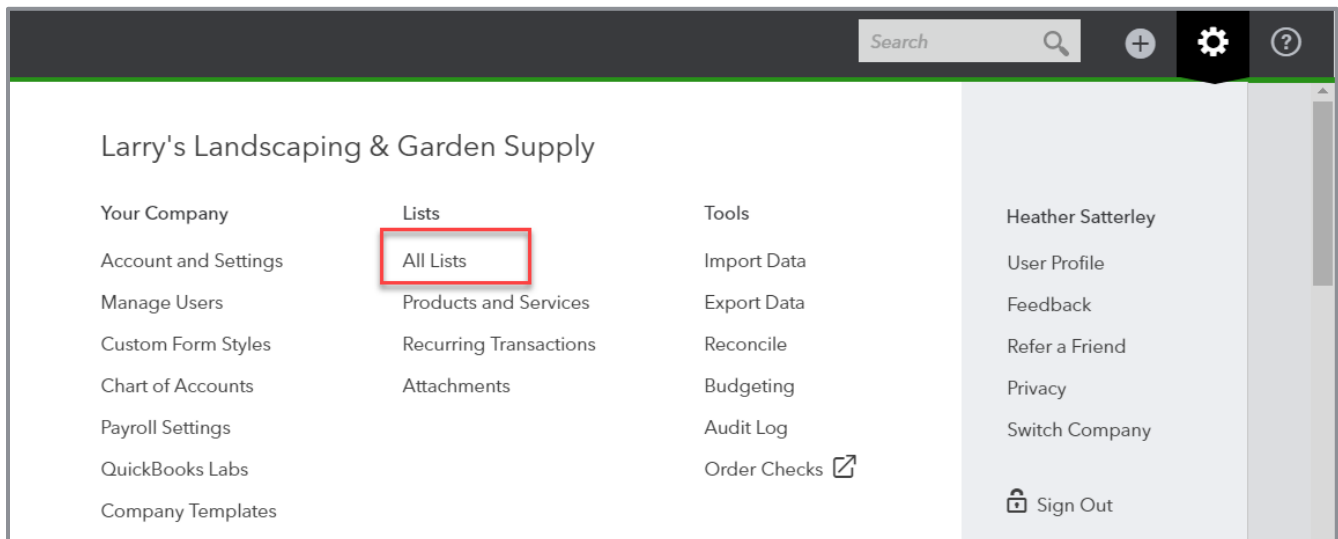 Search
Larry's Landscaping & Garden Supply
Your Company
Account and Settings
Manage Users
Custom Form Styles
Chart of Accounts
Payroll Settings
QuickBooks Labs
Company Templates
Lists
All Lists
Products and Services
Recurring Transactions
Attachments
Tools
Import Data
Export Data
Reconcile
Budgeting
Audit Log
Order Checks
Heather Satterley
User Profile
Feedback
Refer a Friend
Privacy
Switch Company
Sign Out